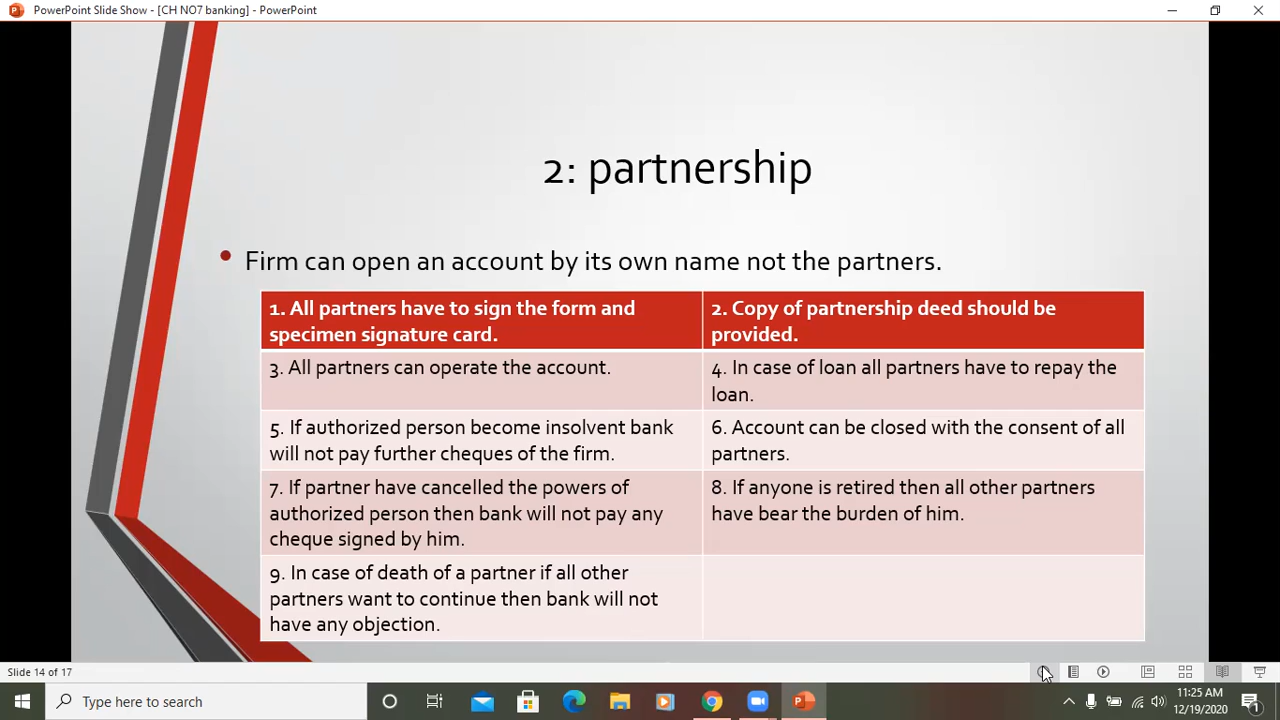 PowerPoint Slide Show - [CH NO7 banking] - PowerPoint
2: partnership
• Firm can open an account by its own name not the partners.
1. All partners have to sign the form and
specimen signature card.
2. Copy of partnership deed should be
provided.
3. All partners can operate the account.
4. In case of loan all partners have to repay the
loan.
5. If authorized person become insolvent bank
will not pay further cheques of the firm.
6. Account can be closed with the consent of all
partners.
7. If partner have cancelled the powers of
authorized person then bank will not pay any
cheque signed by him.
8. If anyone is retired then all other partners
have bear the burden of him.
9. In case of death of a partner if all other
partners want to continue then bank will not
have any objection.
Slide 14 of 17
Type here to search
11:25 AM
12/19/2020
1